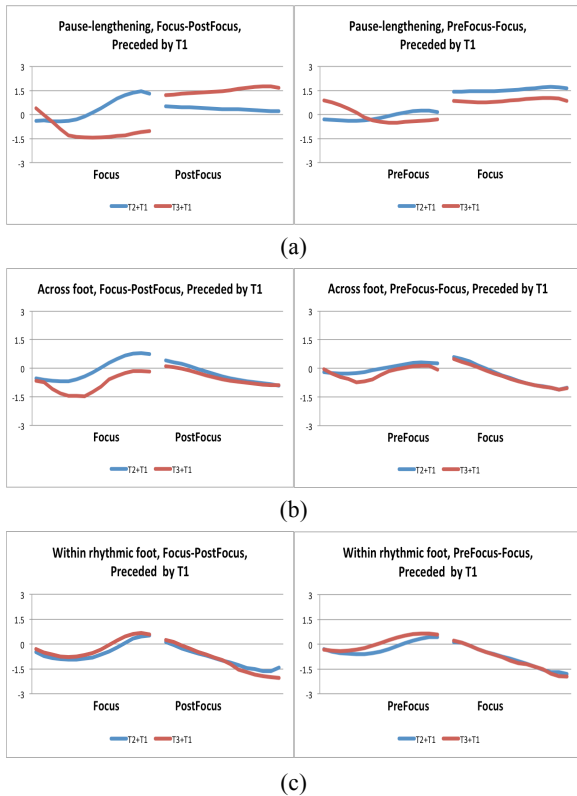 Pause-lengthening, Focus-PostFocus,
Preceded by T1
3
1.5
0
-1.5
-3
Focus
PostFocus
T2+T1
T3+T1
Pause-lengthening, PreFocus-Focus,
Preceded by T1
3
1.5
0
-1.5
-3
PreFocus
Focus
T2+T1
T3+T1
(a)
Across foot, Focus-PostFocus, Preceded by T1
3
1.5
0
-1.5
-3
Focus
PostFocus
T2+T1
T3+T1
Across foot, PreFocus-Focus, Preceded by T1
3
1.5
0
-1.5
-3
PreFocus
Focus
T2+T1
T3+T1
(b)
Within rhythmic foot, Focus-PostFocus,
Preceded by T1
3
1.5
0
-1.5
-3
Focus
PostFocus
T2+T1
T3+T1
Within rhythmic foot, PreFocus-Focus,
Preceded by T1
3
1.5
0
-1.5
-3
PreFocus
Focus
T2+T1
T3+T1
(c)